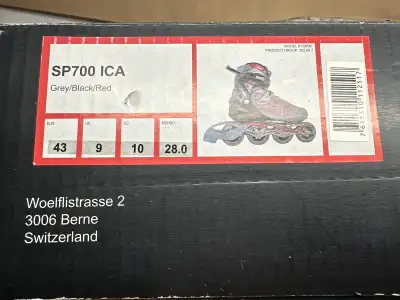 SP700 ICA
Grey/Black/Red
EUR UK US MONDO
43 9 10 28.0
Woelflistrasse 2
3006 Berne
Switzerland